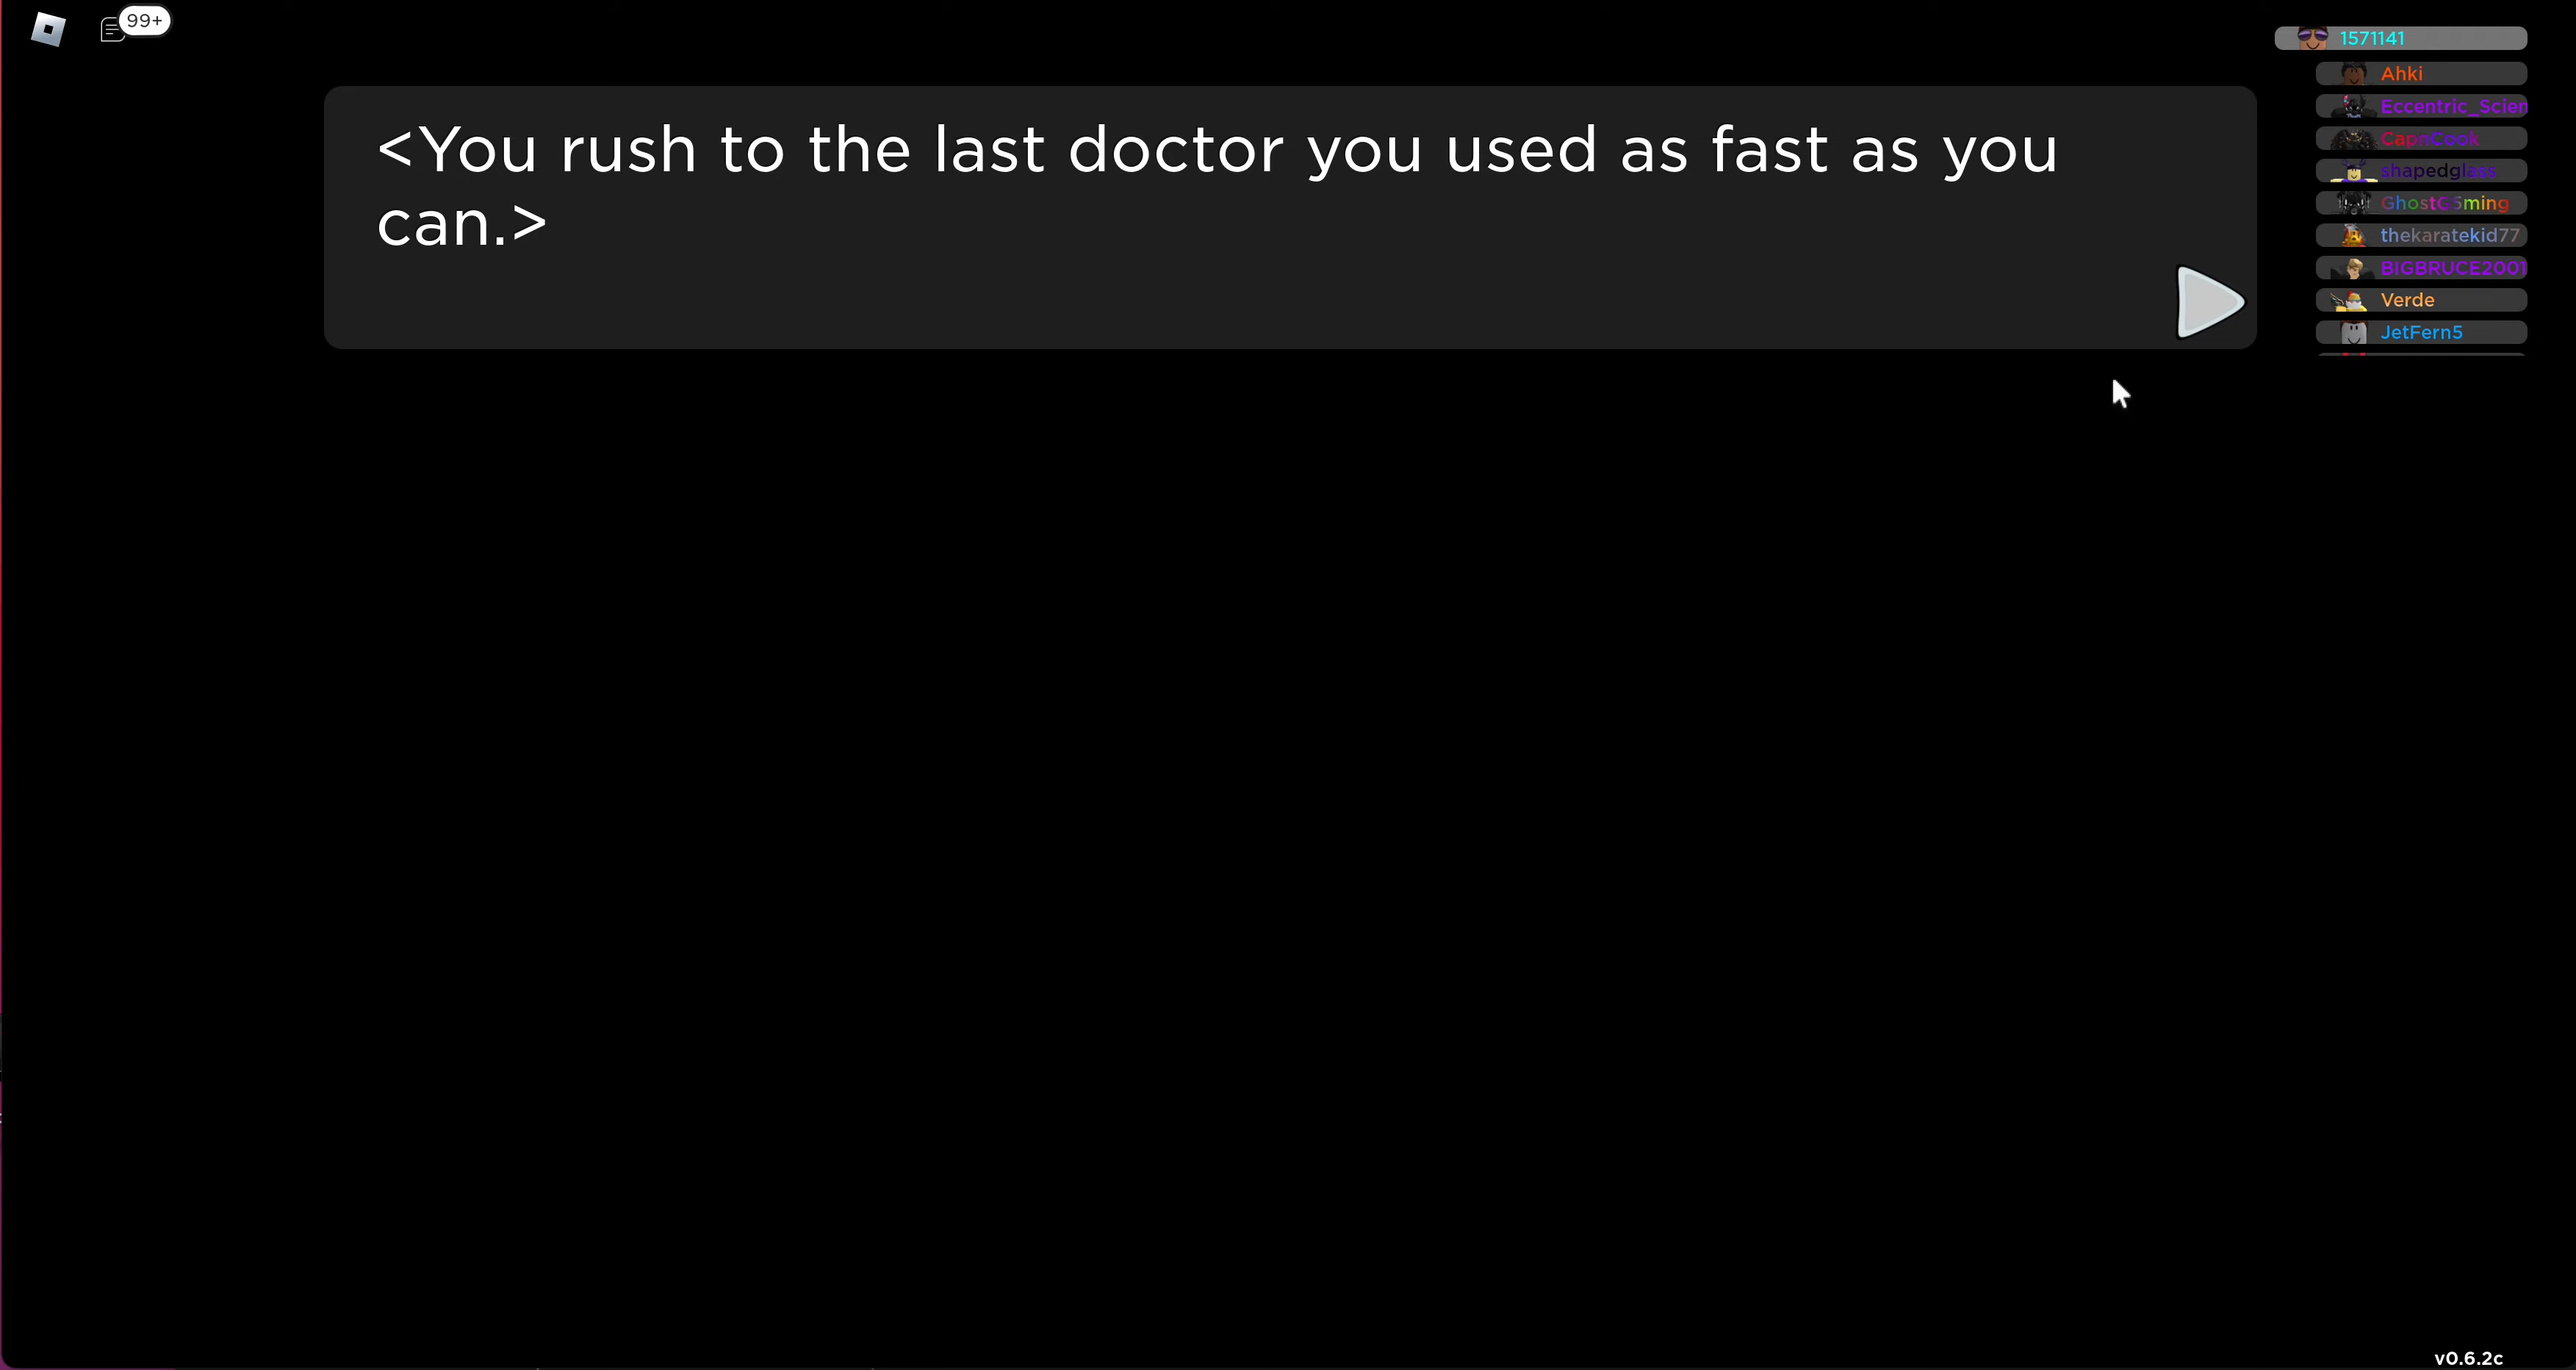 99+
1571141
Ahki
Eccentric_Scien
CapnCook
shapedglass
GhostG5ming
thekaratekid77
BIGBRUCE2001
Verde
JetFern5
<You rush to the last doctor you used as fast as you
can.>
v0.6.2c